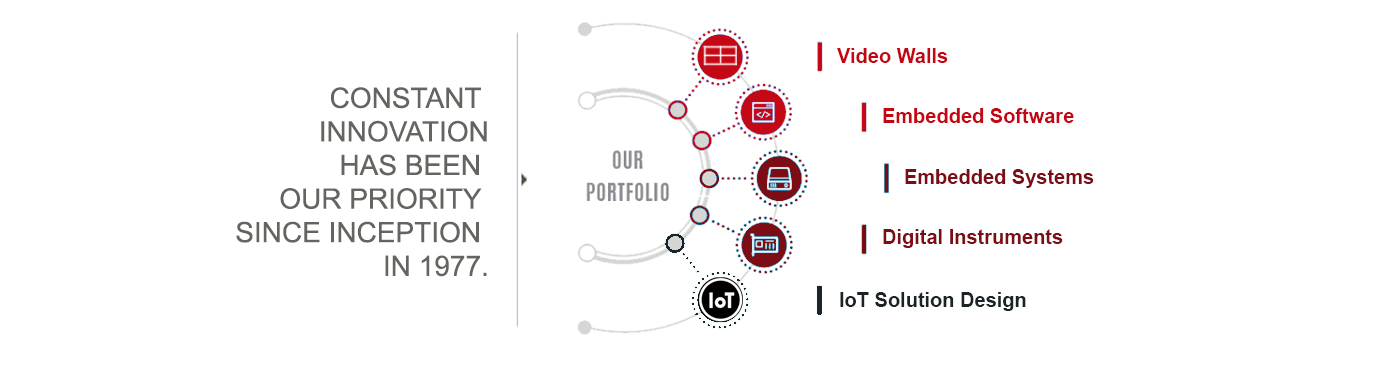 CONSTANT
INNOVATION
HAS BEEN
OUR PRIORITY
SINCE INCEPTION
IN 1977.
OUR
PORTFOLIO
Video Walls
Embedded Software
Embedded Systems
Digital Instruments
IoT
IoT Solution Design